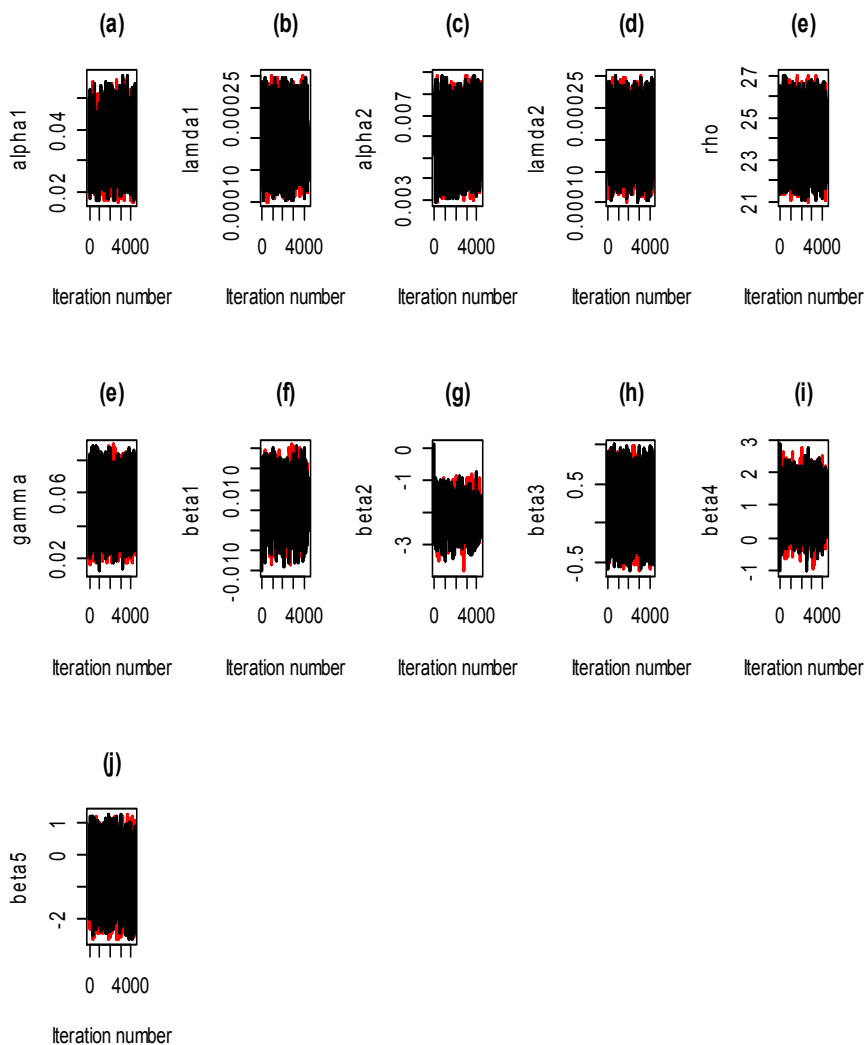 (a) (b) (c) (d) (e)
alpha1
0.02 0.04
lamda1
0.00010 0.00025
alpha2
0.003 0.007
lamda2
0.00010 0.00025
rho
21 22 23 25 27
0 4000 0 4000 0 4000 0 4000 0 4000
Iteration number Iteration number Iteration number Iteration number Iteration number
(e) (f) (g) (h) (i)
gamma
0.02 0.06
beta1
-0.010 0.010
beta2
-3 -1 0
beta3
-0.5 0.5
beta4
-1 0 1 2 3
0 4000 0 4000 0 4000 0 4000 0 4000
Iteration number Iteration number Iteration number Iteration number Iteration number
(j)
beta5
-2 0 1
0 4000
Iteration number